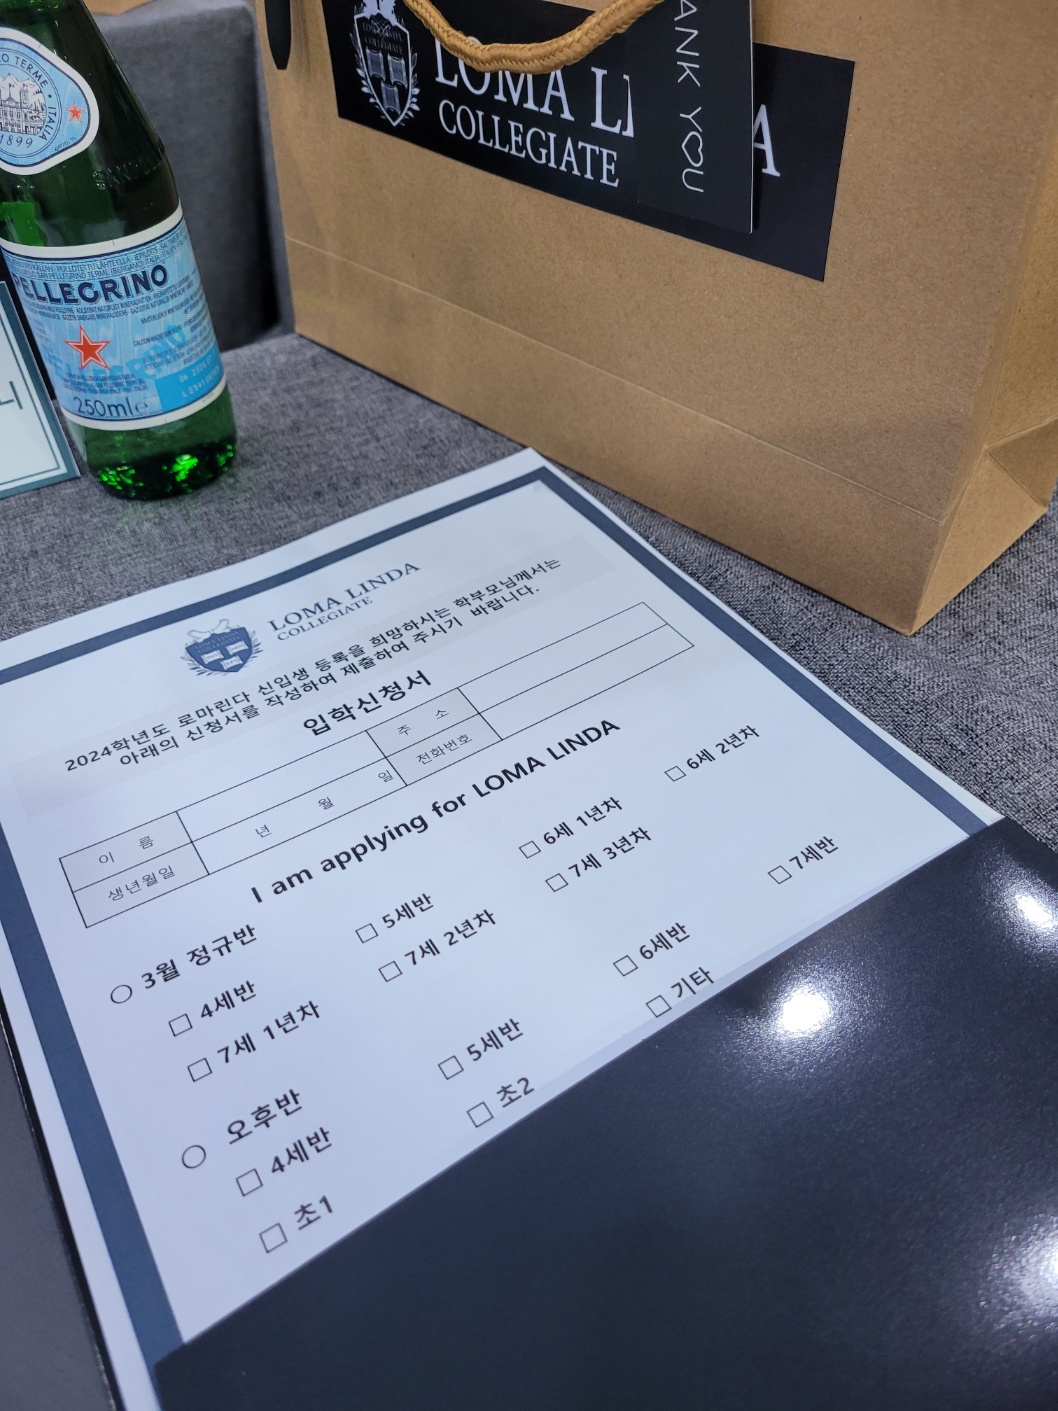 LOMA LI A
COLLEGIATE
ANK YOU
TERME
ITALIA
1899
PELLEGRINO
250ml e
LOMA LINDA
COLLEGIATE
2024학년도 로마린다 신입생 등록을 희망하시는 학부모님께서는
아래의 신청서를 작성하여 제출하여 주시기 바랍니다.
입학신청서
이 름 주 소
생년월일 년 월 일 전화번호
I am applying for LOMA LINDA
○ 3월 정규반
□ 4세반 □ 5세반 □ 6세 1년차 □ 6세 2년차
□ 7세 1년차 □ 7세 2년차 □ 7세 3년차
○ 오후반
□ 4세반 □ 5세반 □ 6세반 □ 7세반
□ 초1 □ 초2 □ 기타